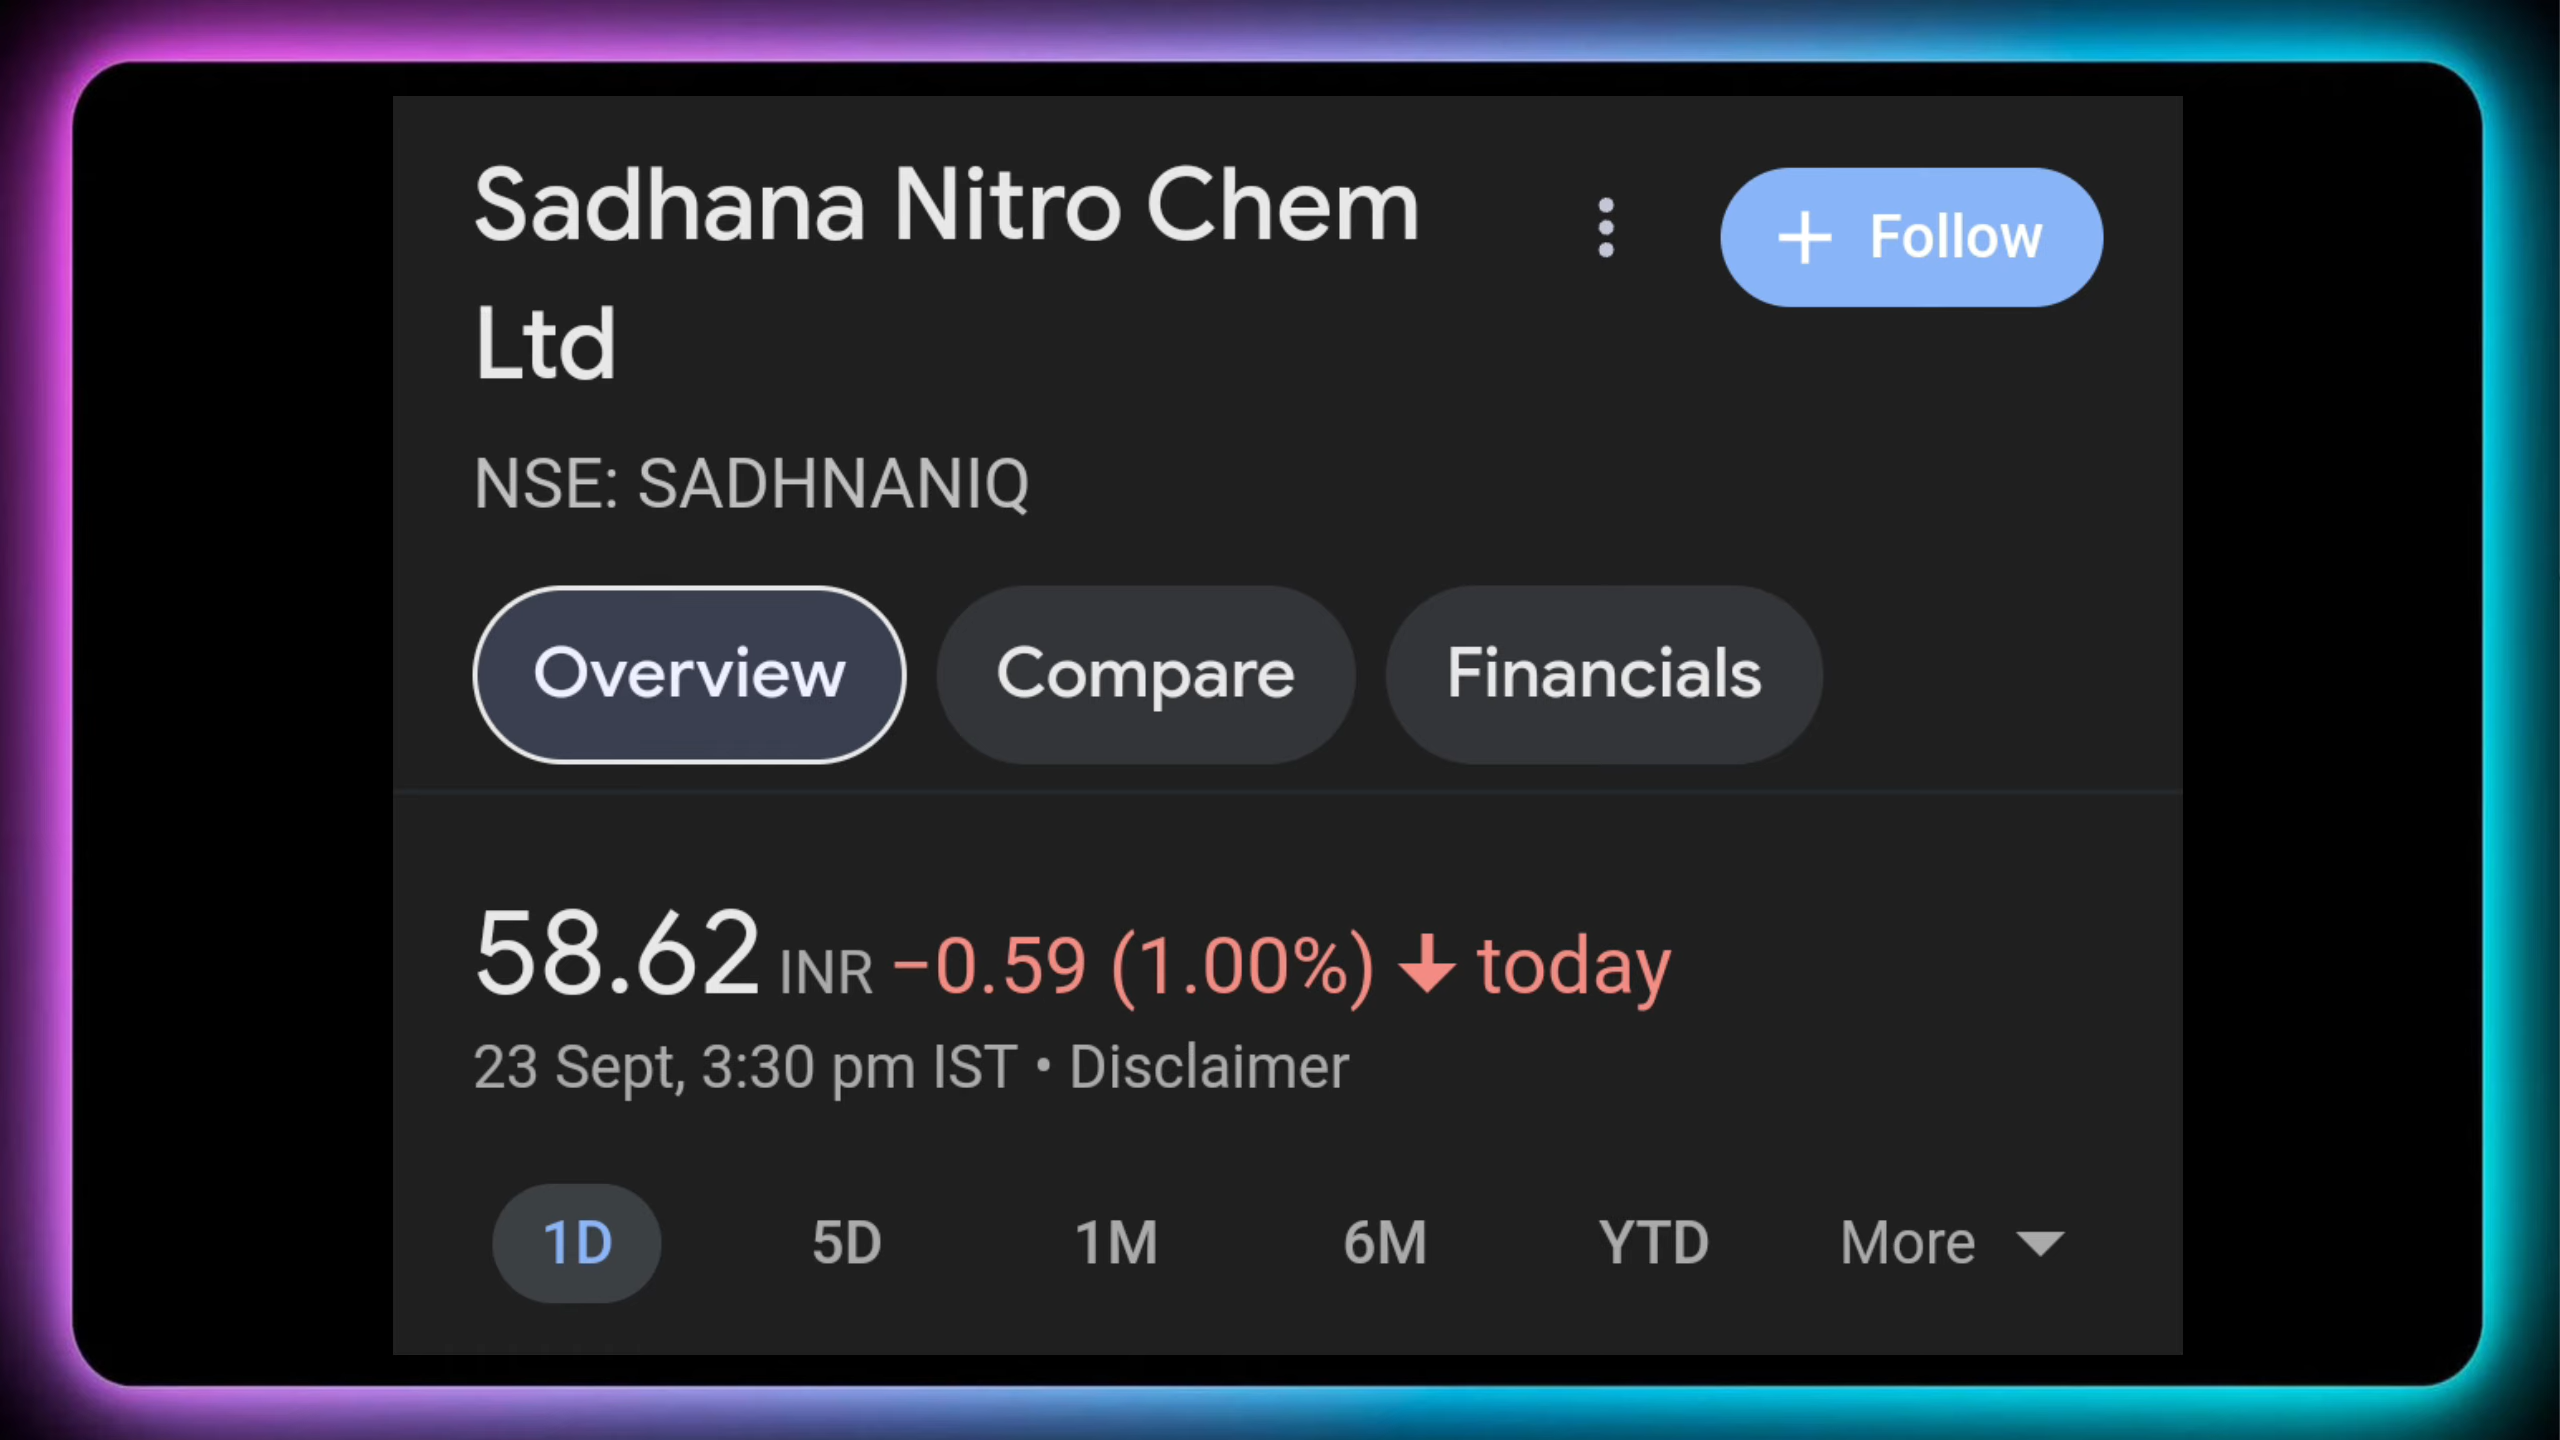 Sadhana Nitro Chem
Ltd
+ Follow
NSE: SADHNANIQ
Overview Compare Financials
58.62 INR −0.59 (1.00%) ↓ today
23 Sept, 3:30 pm IST • Disclaimer
1D 5D 1M 6M YTD More